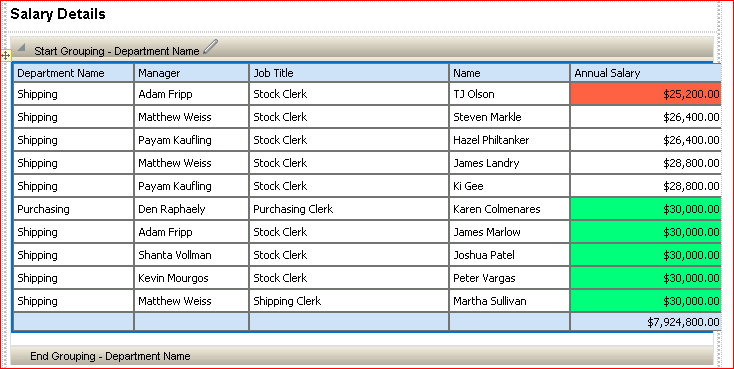 Salary Details
Start Grouping - Department Name
Department Name Manager Job Title Name Annual Salary
Shipping Adam Fripp Stock Clerk TJ Olson $25,200.00
Shipping Matthew Weiss Stock Clerk Steven Markle $26,400.00
Shipping Payam Kaufling Stock Clerk Hazel Philtanker $26,400.00
Shipping Matthew Weiss Stock Clerk James Landry $28,800.00
Shipping Payam Kaufling Stock Clerk Ki Gee $28,800.00
Purchasing Den Raphaely Purchasing Clerk Karen Colmenares $30,000.00
Shipping Adam Fripp Stock Clerk James Marlow $30,000.00
Shipping Shanta Vollman Stock Clerk Joshua Patel $30,000.00
Shipping Kevin Mourgos Stock Clerk Peter Vargas $30,000.00
Shipping Matthew Weiss Shipping Clerk Martha Sullivan $30,000.00
$7,924,800.00
End Grouping - Department Name